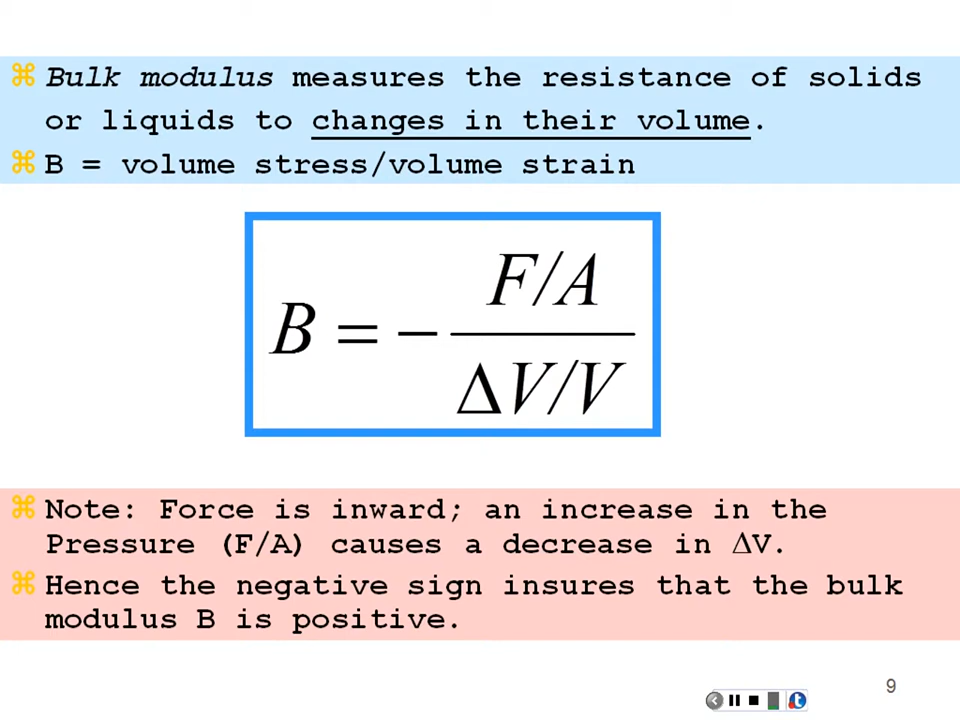 ⌘ Bulk modulus measures the resistance of solids
or liquids to changes in their volume.
⌘ B = volume stress/volume strain
B = − F/A
ΔV/V
⌘ Note: Force is inward; an increase in the
Pressure (F/A) causes a decrease in ΔV.
⌘ Hence the negative sign insures that the bulk
modulus B is positive.
9